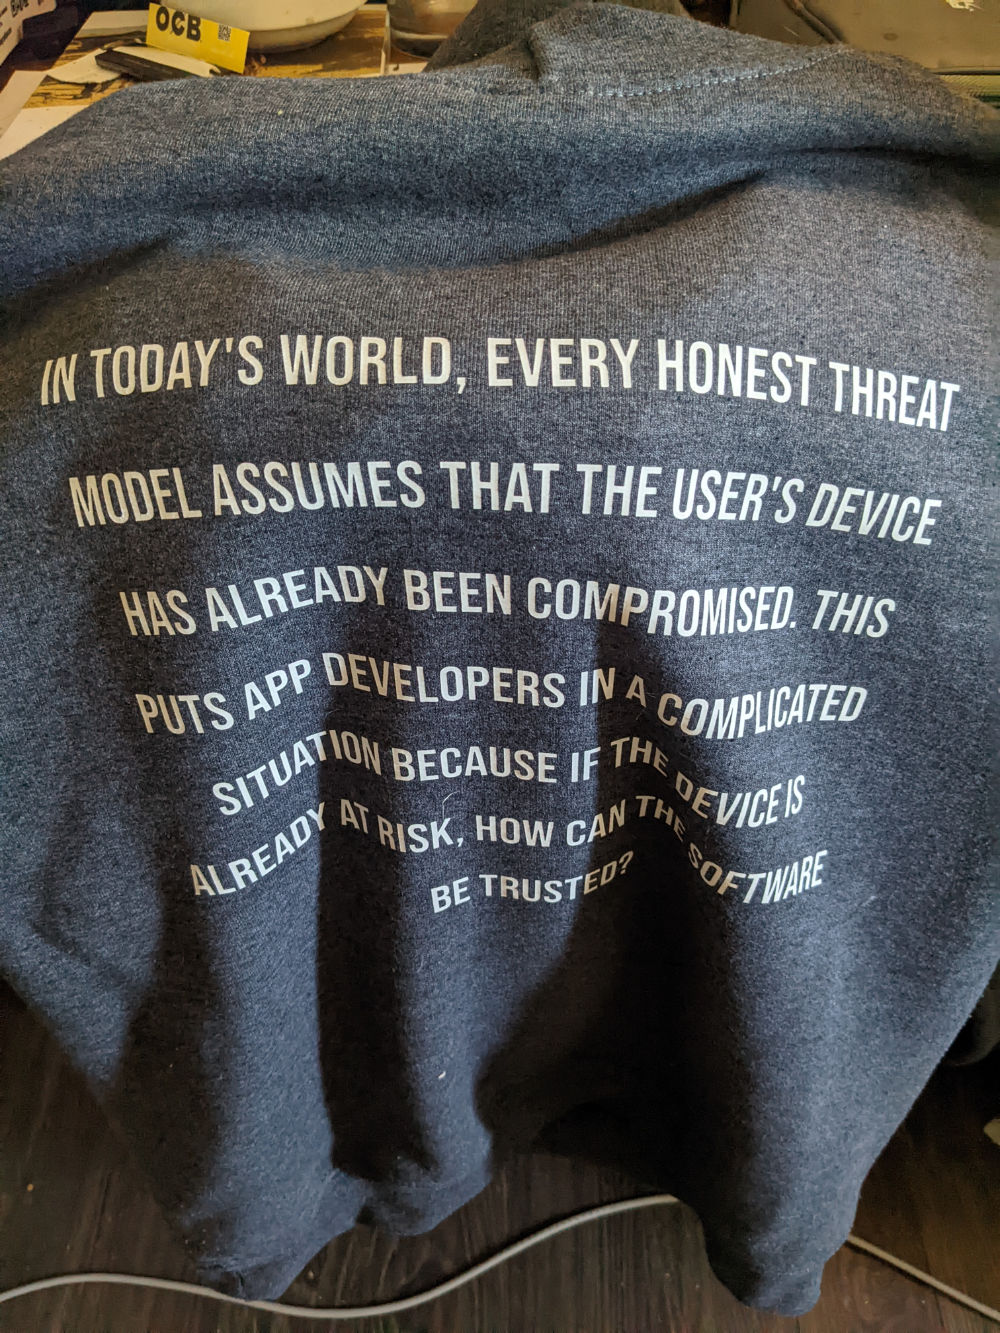 OCB
IN TODAY'S WORLD, EVERY HONEST THREAT
MODEL ASSUMES THAT THE USER'S DEVICE
HAS ALREADY BEEN COMPROMISED. THIS
PUTS APP DEVELOPERS IN A COMPLICATED
SITUATION BECAUSE IF THE DEVICE IS
ALREADY AT RISK, HOW CAN THE SOFTWARE
BE TRUSTED?